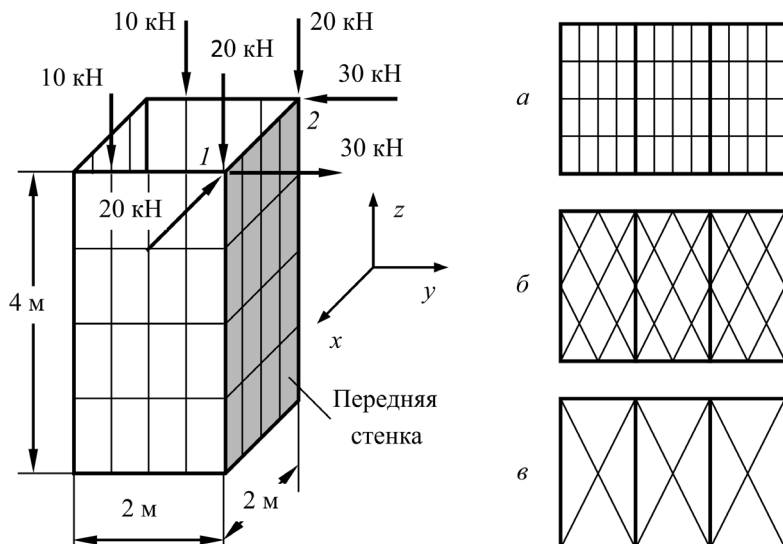 10 кН
20 кН
20 кН
10 кН
30 кН
2
1
30 кН
20 кН
z
y
x
4 м
Передняя
стенка
2 м
2 м
а
б
в